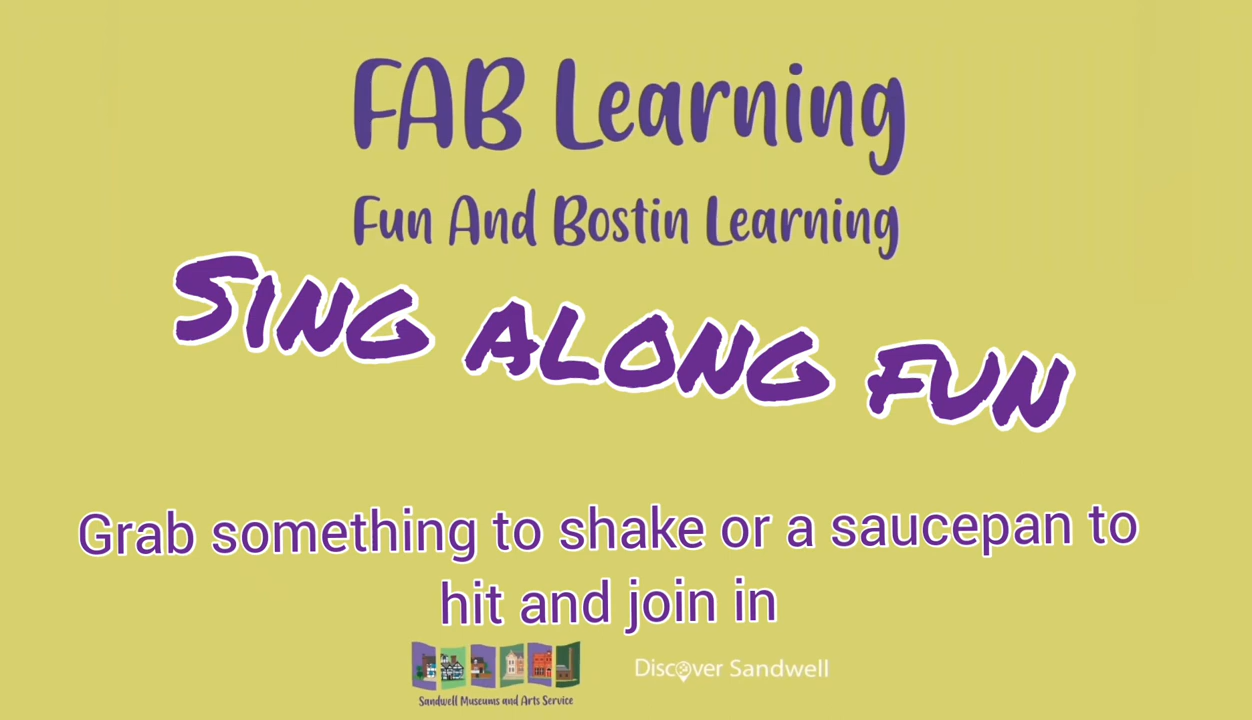 FAB Learning
Fun And Bostin Learning
Sing along fun
Grab something to shake or a saucepan to
hit and join in
Sandwell Museums and Arts Service
Discover Sandwell